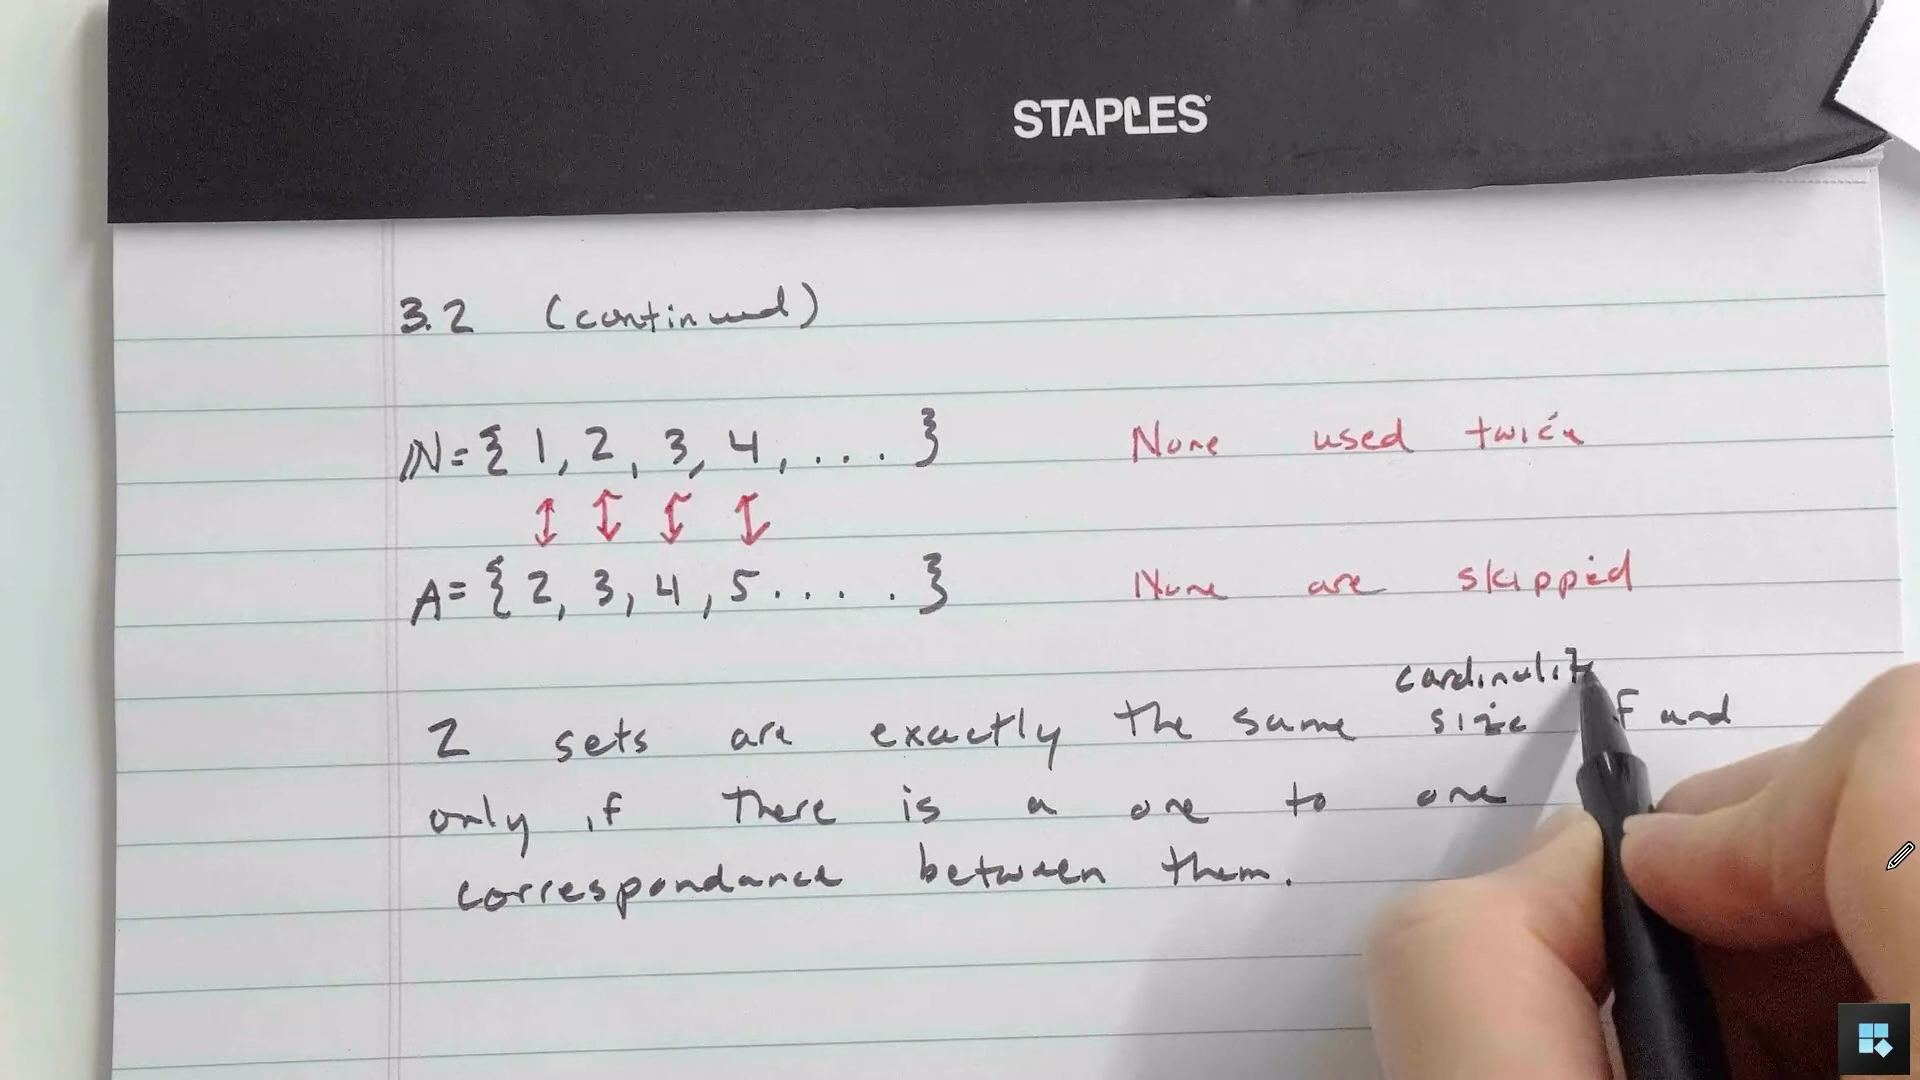 STAPLES
3.2 (continued)
N={ 1, 2, 3, 4, ... } None used twice
A={ 2, 3, 4, 5..... } None are skipped
cardinality
2 sets are exactly the same size if and
only if there is a one to one
correspondance between them.